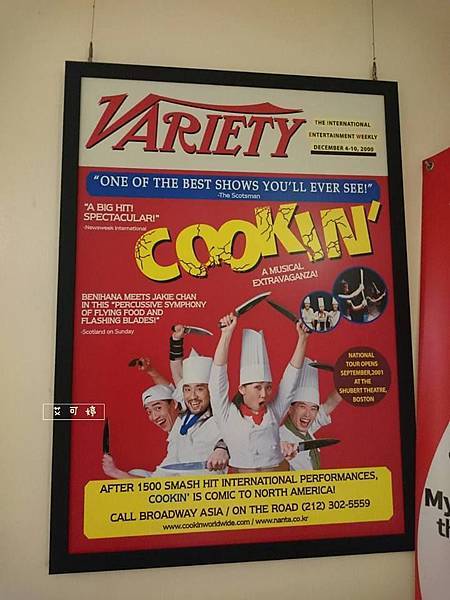 VARIETY
THE INTERNATIONAL
ENTERTAINMENT WEEKLY
DECEMBER 4-10, 2000
"ONE OF THE BEST SHOWS YOU'LL EVER SEE!"
-The Scotsman
"A BIG HIT!
SPECTACULAR!"
-Newsweek International
COOKIN'
A MUSICAL
EXTRAVAGANZA!
BENIHANA MEETS JAKIE CHAN
IN THIS "PERCUSSIVE SYMPHONY
OF FLYING FOOD AND
FLASHING BLADES!"
-Scotland on Sunday
NATIONAL
TOUR OPENS
SEPTEMBER,2001
AT THE
SHUBERT THEATRE,
BOSTON
艾可娣
AFTER 1500 SMASH HIT INTERNATIONAL PERFORMANCES,
COOKIN' IS COMIC TO NORTH AMERICA!
CALL BROADWAY ASIA / ON THE ROAD (212) 302-5559
www.cookinworldwide.com / www.nanta.co.kr
My
th